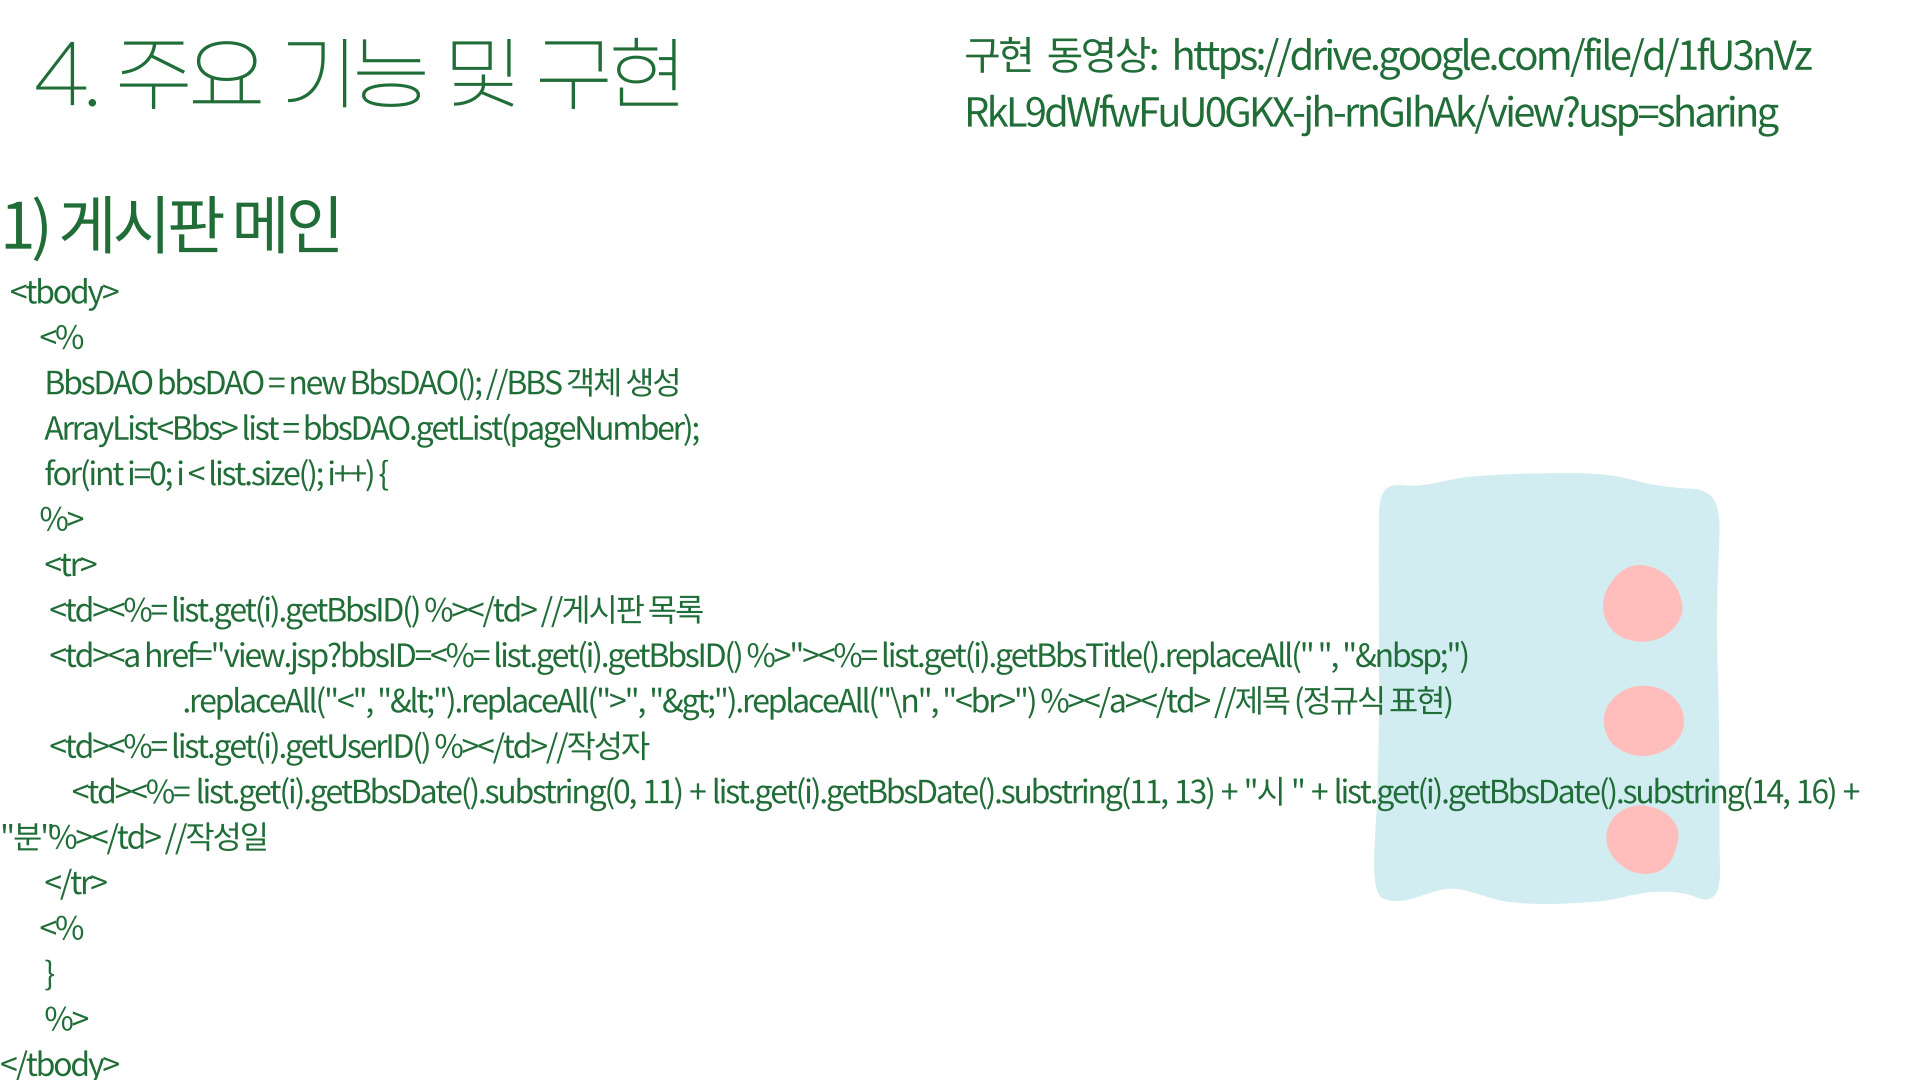 4. 주요 기능 및 구현
구현 동영상: https://drive.google.com/file/d/1fU3nVz
RkL9dWfwFuU0GKX-jh-rnGIhAk/view?usp=sharing
1) 게시판 메인
<tbody>
<%
BbsDAO bbsDAO = new BbsDAO(); //BBS 객체 생성
ArrayList<Bbs> list = bbsDAO.getList(pageNumber);
for(int i=0; i < list.size(); i++) {
%>
<tr>
<td><%= list.get(i).getBbsID() %></td> //게시판 목록
<td><a href="view.jsp?bbsID=<%= list.get(i).getBbsID() %>"><%= list.get(i).getBbsTitle().replaceAll(" ", "&nbsp;")
.replaceAll("<", "&lt;").replaceAll(">", "&gt;").replaceAll("\n", "<br>") %></a></td> //제목 (정규식 표현)
<td><%= list.get(i).getUserID() %></td>//작성자
<td><%= list.get(i).getBbsDate().substring(0, 11) + list.get(i).getBbsDate().substring(11, 13) + "시 " + list.get(i).getBbsDate().substring(14, 16) +
"분"%></td> //작성일
</tr>
<%
}
%>
</tbody>